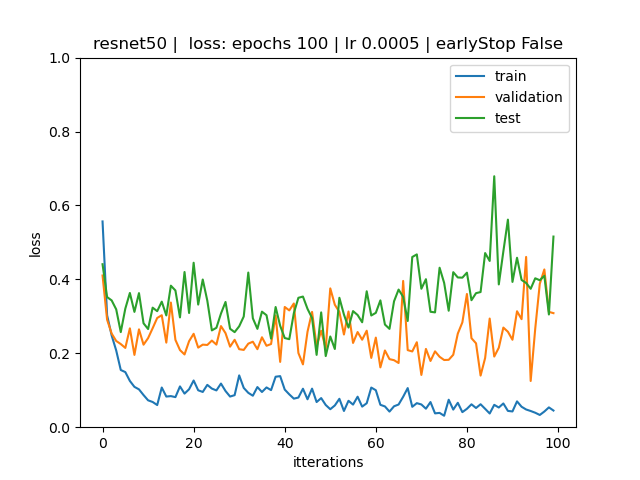 resnet50 |  loss: epochs 100 | lr 0.0005 | earlyStop False
train
validation
test
loss
1.0
0.8
0.6
0.4
0.2
0.0
0 20 40 60 80 100
itterations